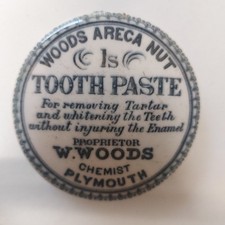 WOODS ARECA NUT
1s
TOOTH PASTE
For removing Tartar
and whitening the Teeth
without injuring the Enamel
PROPRIETOR
W. WOODS
CHEMIST
PLYMOUTH